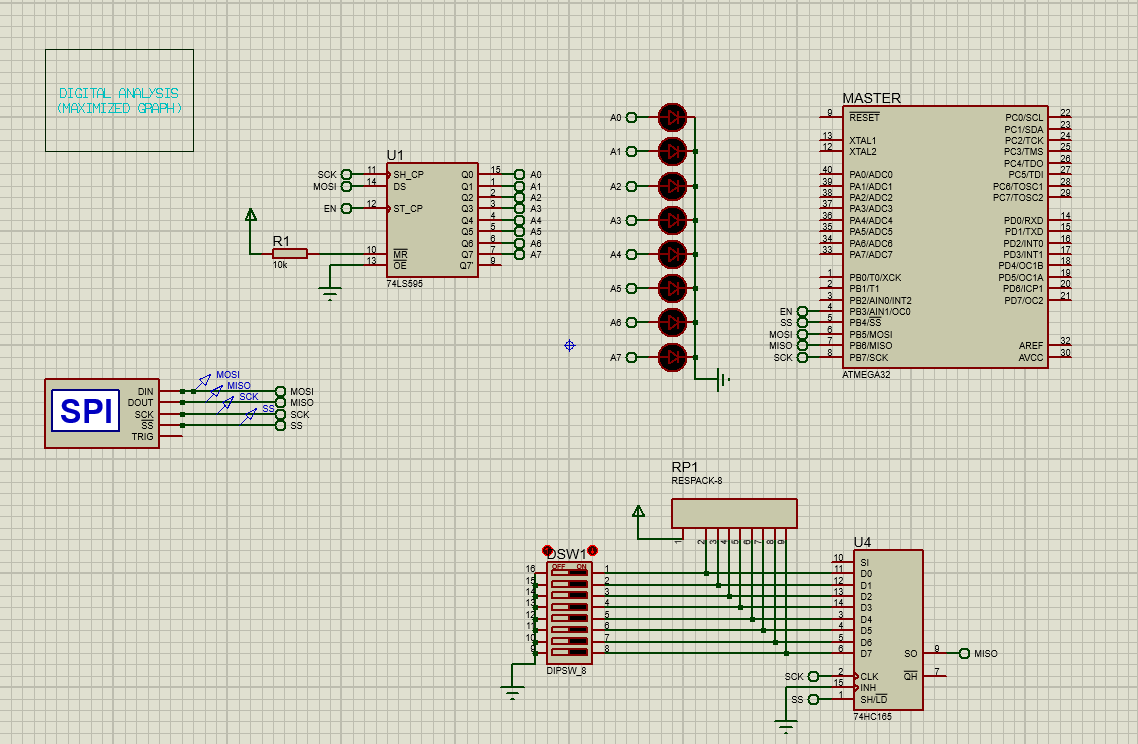 DIGITAL ANALYSIS
(MAXIMIZED GRAPH)
U1
SCK 11 SH_CP Q0 15 A0
MOSI 14 DS Q1 1 A1
Q2 2 A2
EN 12 ST_CP Q3 3 A3
Q4 4 A4
Q5 5 A5
Q6 6 A6
10 MR Q7 7 A7
13 OE Q7' 9
74LS595
R1
10k
A0
A1
A2
A3
A4
A5
A6
A7
MASTER
9 RESET PC0/SCL 22
PC1/SDA 23
13 XTAL1 PC2/TCK 24
12 XTAL2 PC3/TMS 25
PC4/TDO 26
40 PA0/ADC0 PC5/TDI 27
39 PA1/ADC1 PC6/TOSC1 28
38 PA2/ADC2 PC7/TOSC2 29
37 PA3/ADC3
36 PA4/ADC4 PD0/RXD 14
35 PA5/ADC5 PD1/TXD 15
34 PA6/ADC6 PD2/INT0 16
33 PA7/ADC7 PD3/INT1 17
PD4/OC1B 18
1 PB0/T0/XCK PD5/OC1A 19
2 PB1/T1 PD6/ICP1 20
3 PB2/AIN0/INT2 PD7/OC2 21
EN 4 PB3/AIN1/OC0
SS 5 PB4/SS
MOSI 6 PB5/MOSI
MISO 7 PB6/MISO AREF 32
SCK 8 PB7/SCK AVCC 30
ATMEGA32
SPI
DIN MOSI MOSI
DOUT MISO MISO
SCK SCK SCK
SS SS SS
TRIG
RP1
RESPACK-8
1 2 3 4 5 6 7 8 9
DSW1
OFF ON
16 1
15 2
14 3
13 4
12 5
11 6
10 7
9 8
DIPSW_8
U4
10 SI
11 D0
12 D1
13 D2
14 D3
3 D4
4 D5
5 D6
6 D7 SO 9 MISO
SCK 2 CLK QH 7
15 INH
SS 1 SH/LD
74HC165